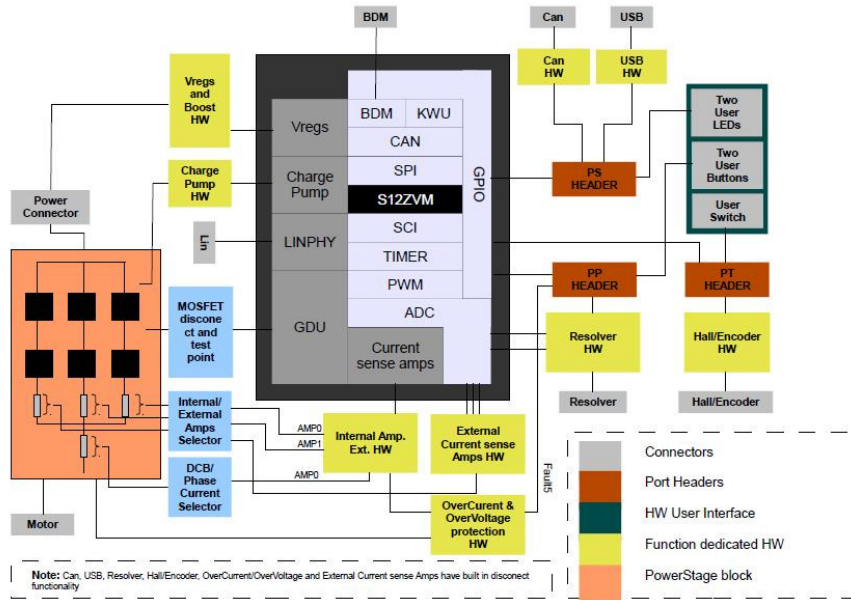 BDM
Can
USB
Vregs
and
Boost
HW
Can
HW
USB
HW
BDM
KWU
Vregs
CAN
Two
User
LEDs
SPI
Charge
Pump
GPIO
Charge
Pump
HW
PS
HEADER
Two
User
Buttons
S12ZVM
Power
Connector
User
Switch
Lin
LINPHY
SCI
TIMER
PWM
PP
HEADER
PT
HEADER
MOSFET
discone
ct and
test
point
GDU
ADC
Current
sense amps
Resolver
HW
Hall/Encoder
HW
Resolver
Hall/Encoder
Internal/
External
Amps
Selector
AMP0
AMP1
Internal Amp.
Ext. HW
External
Current sense
Amps HW
DCB/
Phase
Current
Selector
AMP0
Fault5
Motor
OverCurent &
OverVoltage
protection
HW
Connectors
Port Headers
HW User Interface
Function dedicated HW
PowerStage block
Note: Can, USB, Resolver, Hall/Encoder, OverCurrent/OverVoltage and External Current sense Amps have built in disconect
functionality